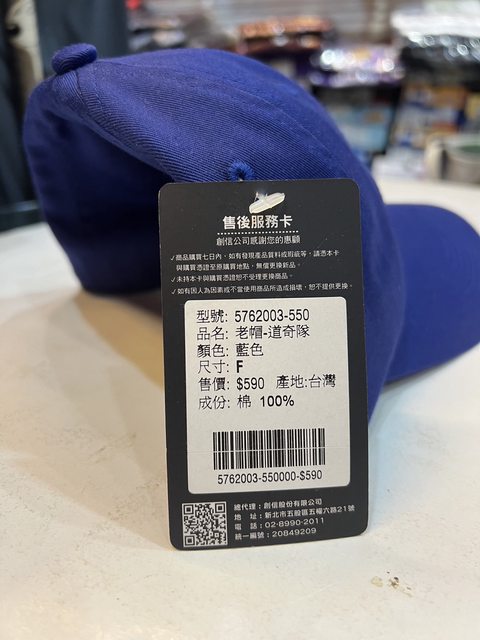 售後服務卡
創信公司感謝您的惠顧
✓商品購買七日內,如有發現產品質料或瑕疵等,請憑本卡
與購買憑證至原購買地點,無償更換新品。
✓未持本卡與購買憑證恕不受理更換商品。
✓如有因人為因素或不當使用商品所造成損壞,恕不提供更換。
型號: 5762003-550
品名: 老帽-道奇隊
顏色: 藍色
尺寸: F
售價: $590 產地:台灣
成份: 棉 100%
5762003-550000-$590
總代理:創信股份有限公司
地 址:新北市五股區五權六路21號
電 話:02-8990-2011
統一編號:20849209